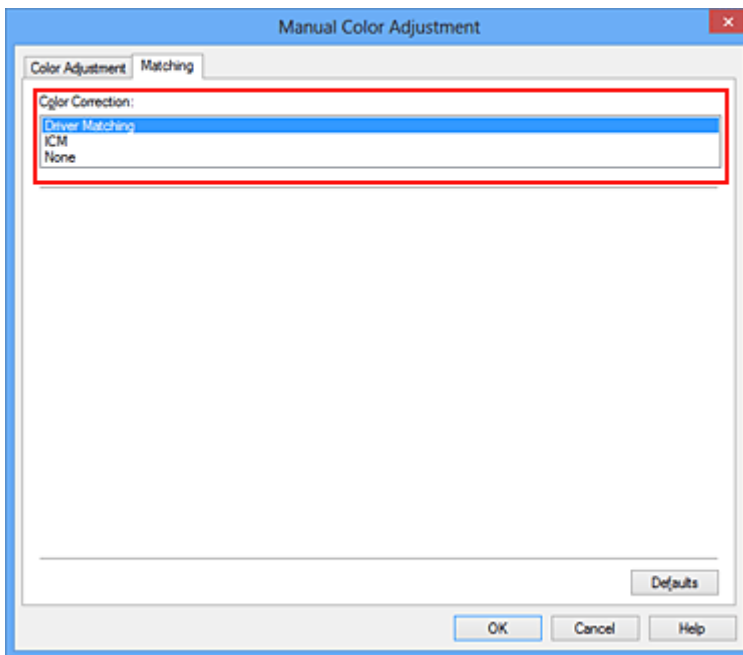 Manual Color Adjustment
Color Adjustment Matching
Color Correction:
Driver Matching
ICM
None
Defaults
OK Cancel Help